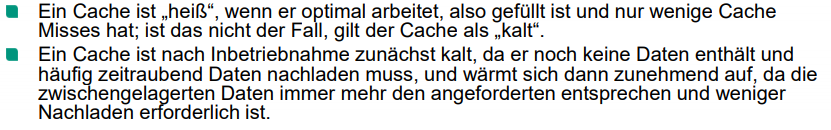 Ein Cache ist „heiß“, wenn er optimal arbeitet, also gefüllt ist und nur wenige Cache
Misses hat; ist das nicht der Fall, gilt der Cache als „kalt“.
Ein Cache ist nach Inbetriebnahme zunächst kalt, da er noch keine Daten enthält und
häufig zeitraubend Daten nachladen muss, und wärmt sich dann zunehmend auf, da die
zwischengelagerten Daten immer mehr den angeforderten entsprechen und weniger
Nachladen erforderlich ist.